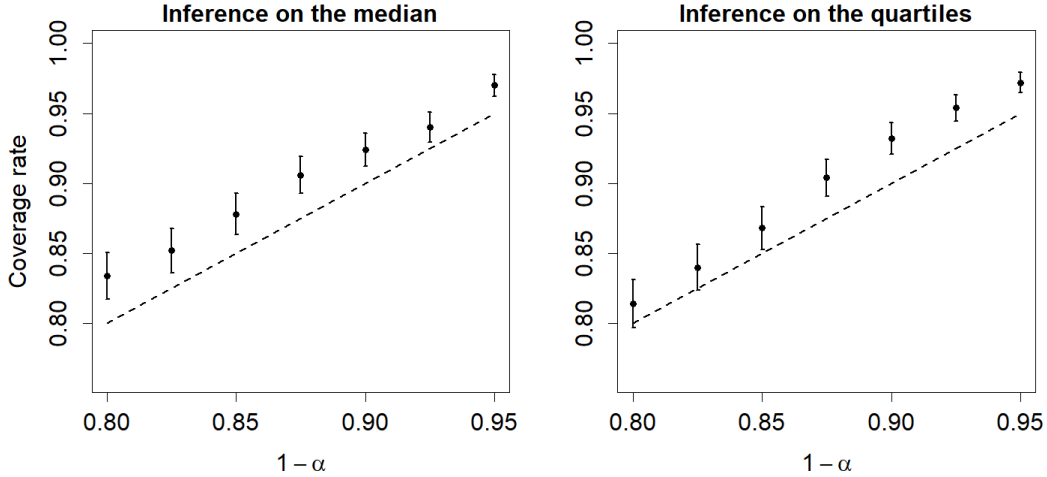 Inference on the median
Coverage rate
1.00
0.95
0.90
0.85
0.80
0.80 0.85 0.90 0.95
1 − α
Inference on the quartiles
1.00
0.95
0.90
0.85
0.80
0.80 0.85 0.90 0.95
1 − α